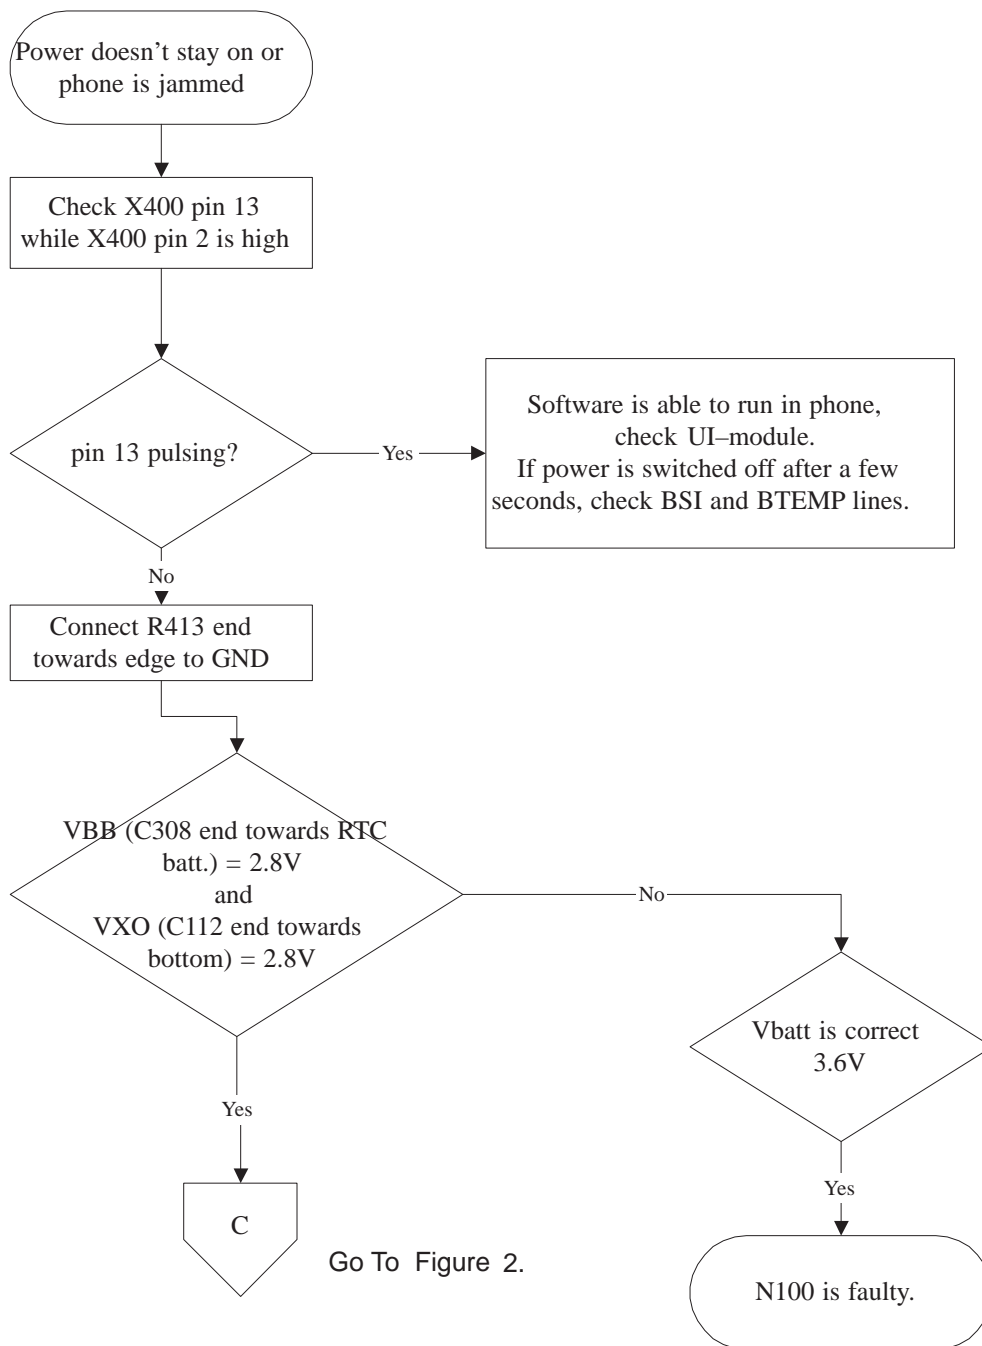 Power doesn't stay on or
phone is jammed
Check X400 pin 13
while X400 pin 2 is high
pin 13 pulsing?
Yes
Software is able to run in phone,
check UI–module.
If power is switched off after a few
seconds, check BSI and BTEMP lines.
No
Connect R413 end
towards edge to GND
VBB (C308 end towards RTC
batt.) = 2.8V
and
VXO (C112 end towards
bottom) = 2.8V
No
Vbatt is correct
3.6V
Yes
Yes
C
Go To Figure 2.
N100 is faulty.